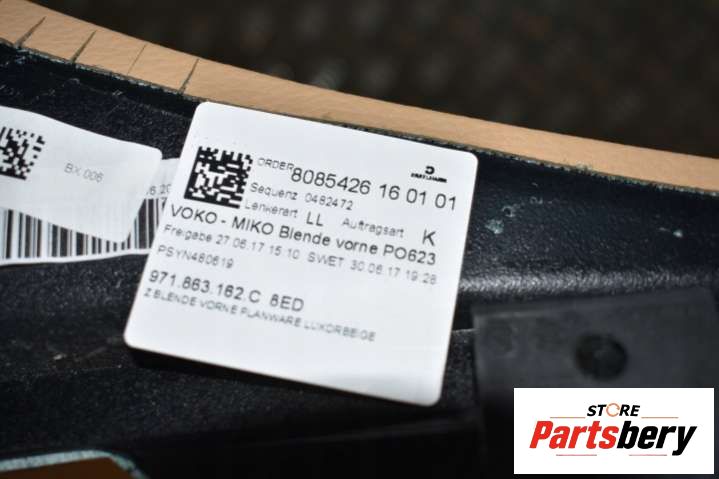 BX 006
ORDER 8085426 16 01 01
Sequenz 0482472
Lenkerart LL Auftragsart K
VOKO - MIKO Blende vorne PO623
Freigabe 27.06.17 15:10 SWET 30.06.17 19:28
PSYN480619
971.863.162.C 8ED
Z BLENDE VORNE PLANWARE LUXORBEIGE
STORE
Partsbery